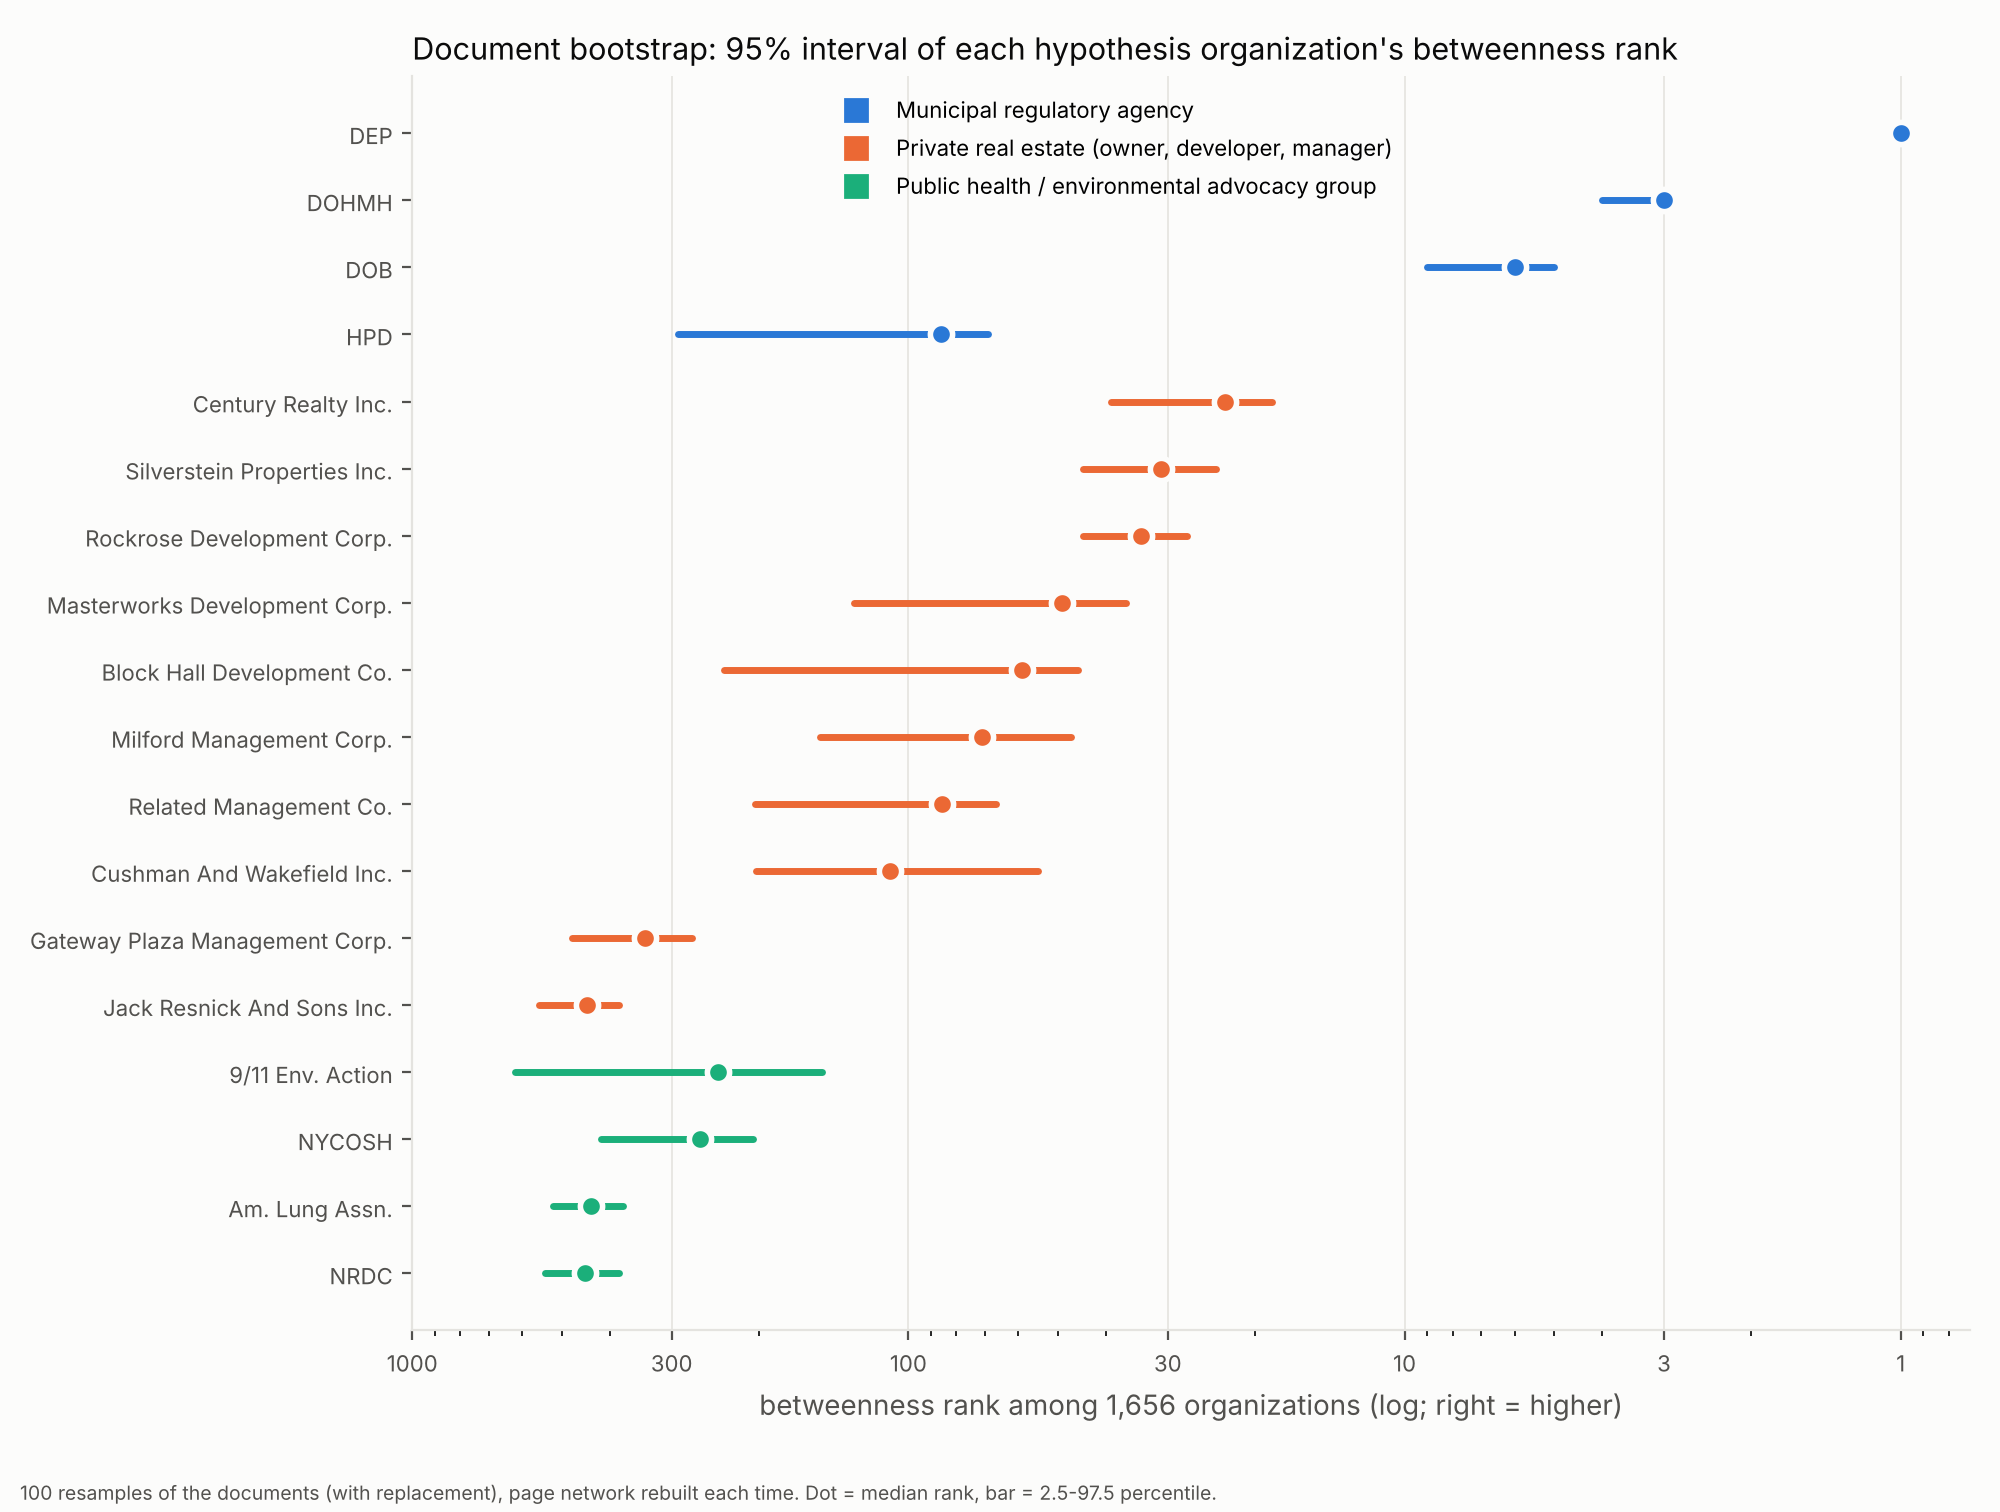 Document bootstrap: 95% interval of each hypothesis organization's betweenness rank
Municipal regulatory agency
Private real estate (owner, developer, manager)
Public health / environmental advocacy group
DEP
DOHMH
DOB
HPD
Century Realty Inc.
Silverstein Properties Inc.
Rockrose Development Corp.
Masterworks Development Corp.
Block Hall Development Co.
Milford Management Corp.
Related Management Co.
Cushman And Wakefield Inc.
Gateway Plaza Management Corp.
Jack Resnick And Sons Inc.
9/11 Env. Action
NYCOSH
Am. Lung Assn.
NRDC
1000 300 100 30 10 3 1
betweenness rank among 1,656 organizations (log; right = higher)
100 resamples of the documents (with replacement), page network rebuilt each time. Dot = median rank, bar = 2.5-97.5 percentile.